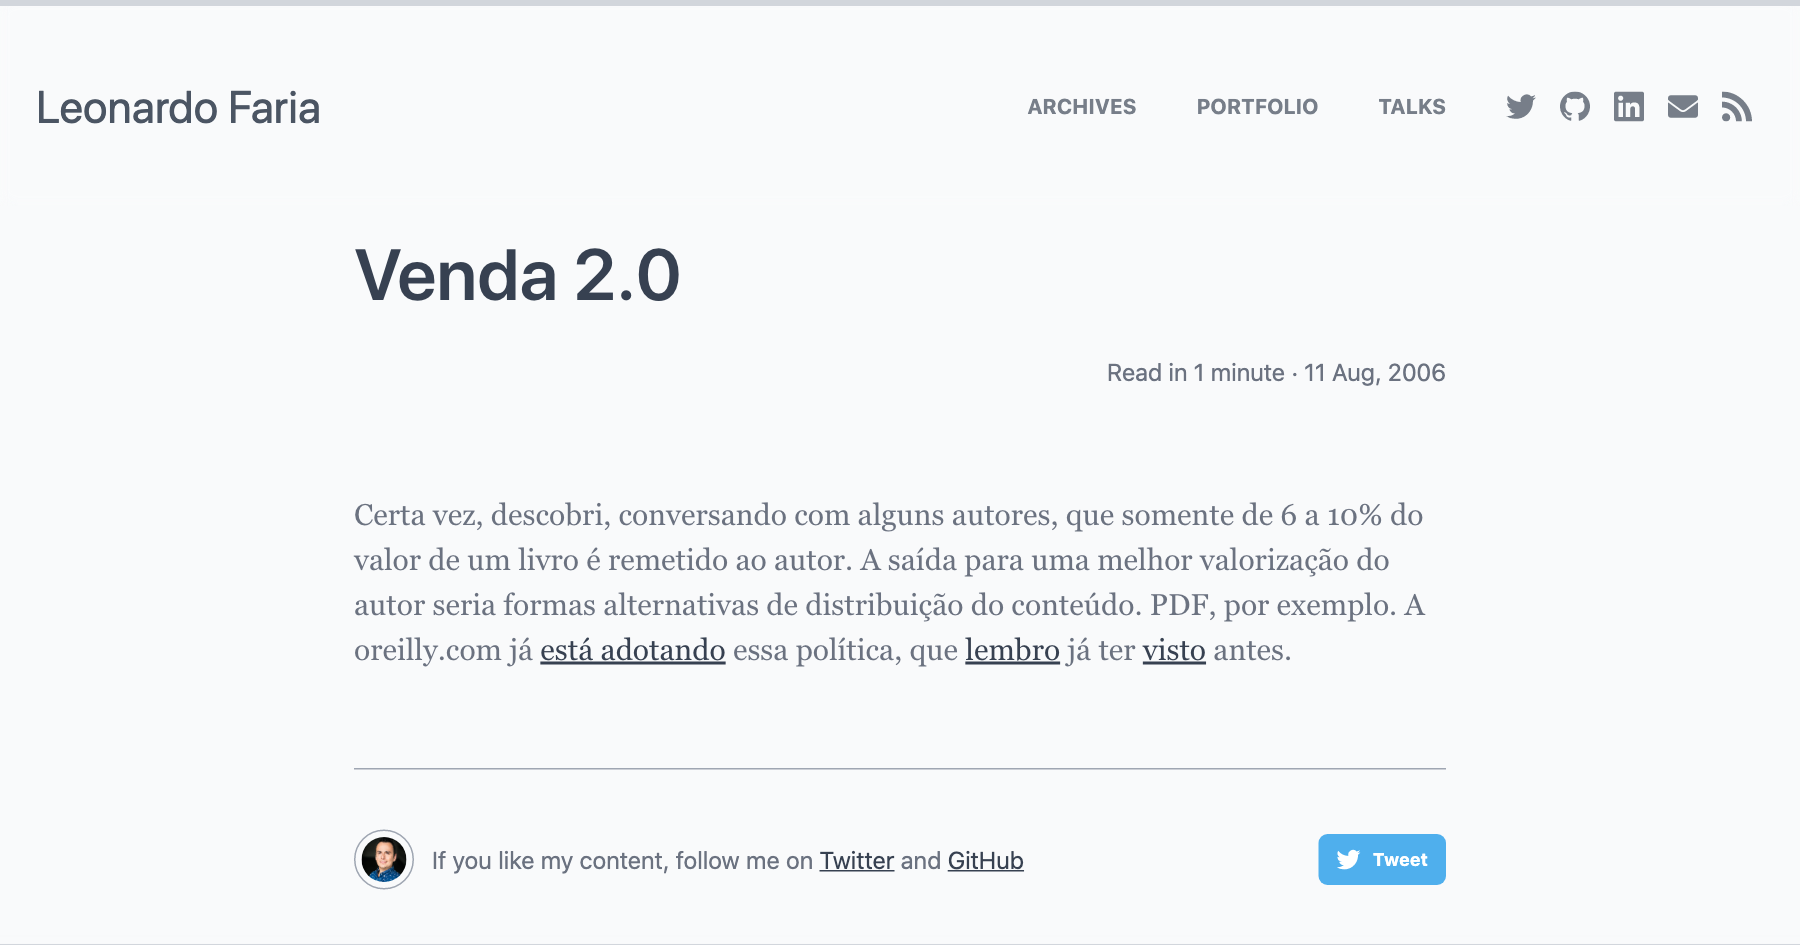 Leonardo Faria
ARCHIVES PORTFOLIO TALKS
Venda 2.0
Read in 1 minute · 11 Aug, 2006
Certa vez, descobri, conversando com alguns autores, que somente de 6 a 10% do
valor de um livro é remetido ao autor. A saída para uma melhor valorização do
autor seria formas alternativas de distribuição do conteúdo. PDF, por exemplo. A
oreilly.com já está adotando essa política, que lembro já ter visto antes.
If you like my content, follow me on Twitter and GitHub
Tweet